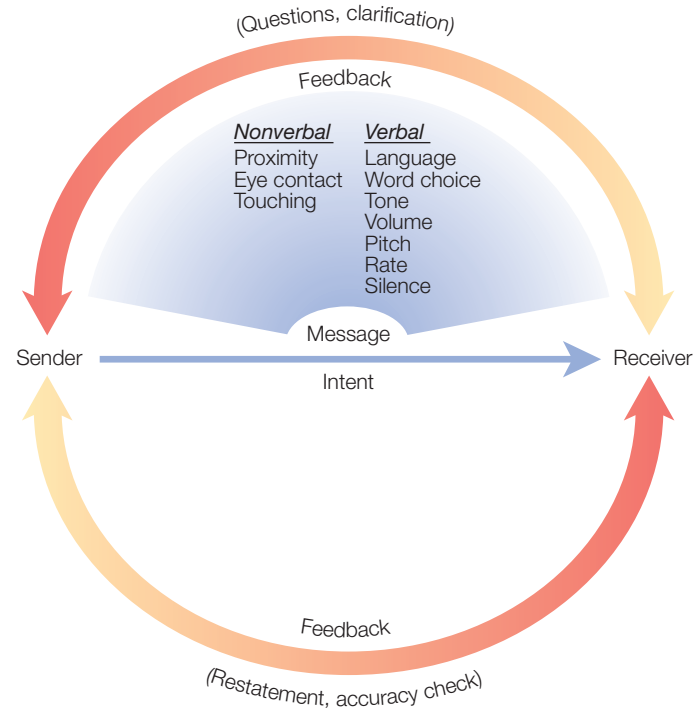 (Questions, clarification)
Feedback
Nonverbal
Proximity
Eye contact
Touching
Verbal
Language
Word choice
Tone
Volume
Pitch
Rate
Silence
Message
Sender
Receiver
Intent
Feedback
(Restatement, accuracy check)